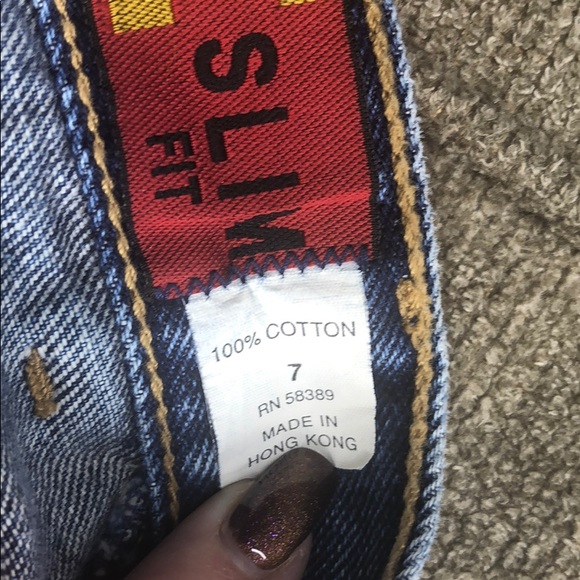 SLIM
FIT
100% COTTON
7
RN 58389
MADE IN
HONG KONG